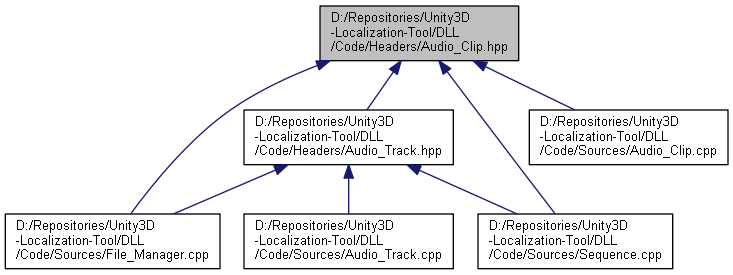 D:/Repositories/Unity3D
-Localization-Tool/DLL
/Code/Headers/Audio_Clip.hpp
D:/Repositories/Unity3D
-Localization-Tool/DLL
/Code/Headers/Audio_Track.hpp
D:/Repositories/Unity3D
-Localization-Tool/DLL
/Code/Sources/Audio_Clip.cpp
D:/Repositories/Unity3D
-Localization-Tool/DLL
/Code/Sources/File_Manager.cpp
D:/Repositories/Unity3D
-Localization-Tool/DLL
/Code/Sources/Audio_Track.cpp
D:/Repositories/Unity3D
-Localization-Tool/DLL
/Code/Sources/Sequence.cpp